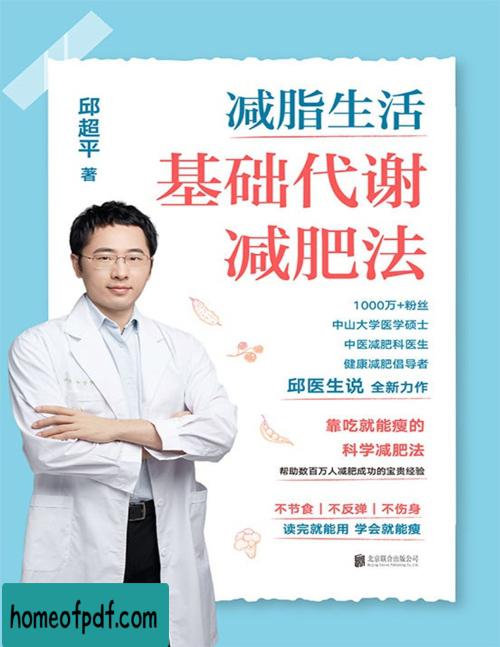 减脂生活
邱超平 著
基础代谢
减肥法
1000万+粉丝
中山大学医学硕士
中医减肥科医生
健康减肥倡导者
邱医生说 全新力作
靠吃就能瘦的
科学减肥法
帮助数百万人减肥成功的宝贵经验
不节食|不反弹|不伤身
读完就能用 学会就能瘦
北京联合出版公司
Beijing United Publishing Co.,Ltd.
homeofpdf.com